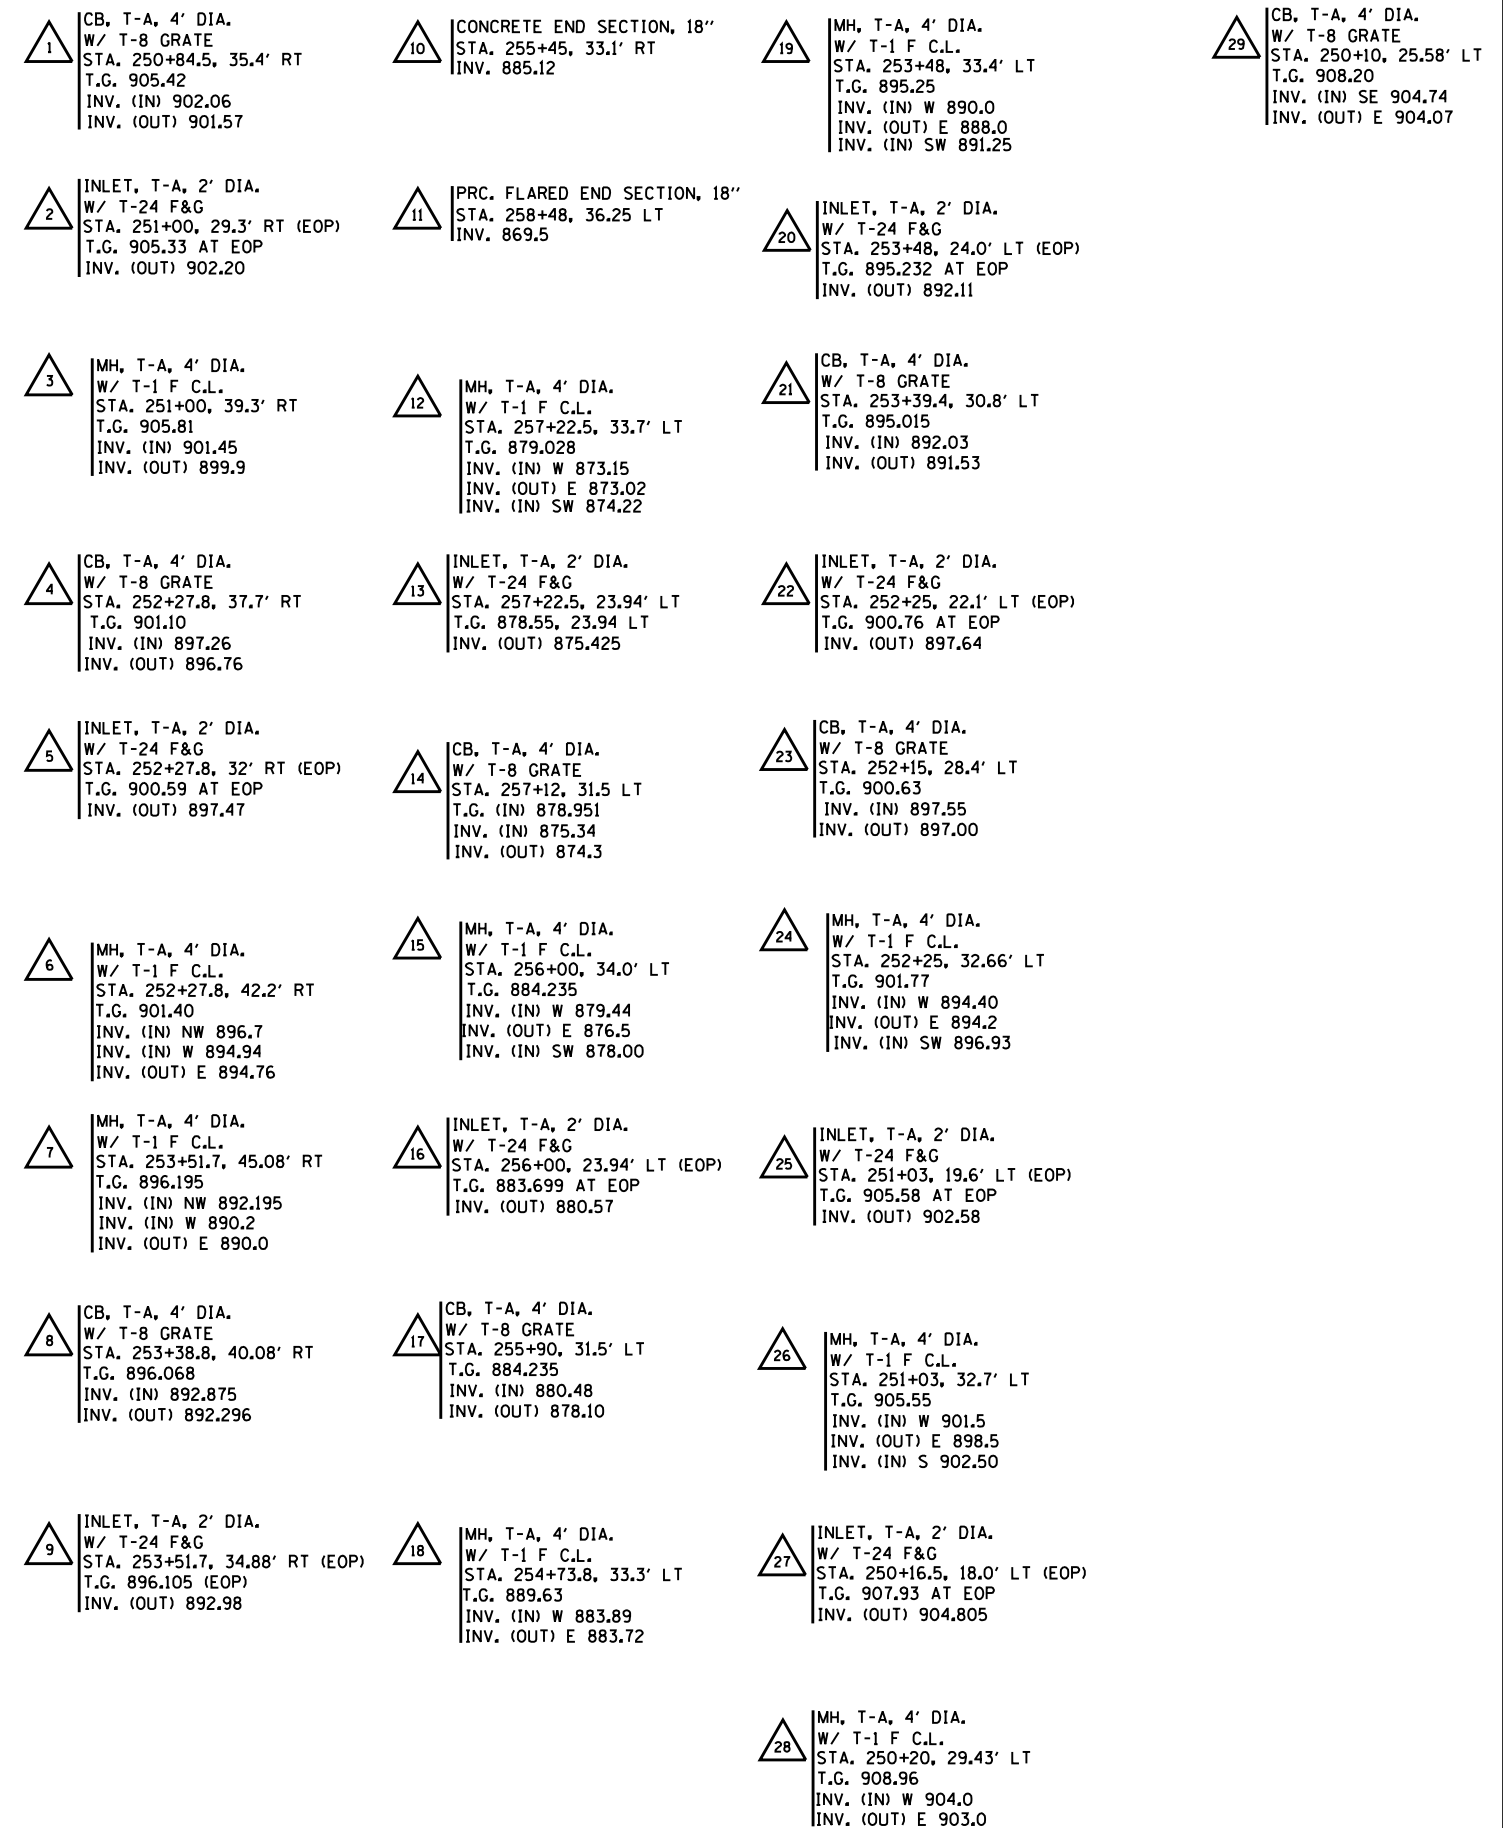 1
CB, T-A, 4' DIA.
W/ T-8 GRATE
STA. 250+84.5, 35.4' RT
T.G. 905.42
INV. (IN) 902.06
INV. (OUT) 901.57
2
INLET, T-A, 2' DIA.
W/ T-24 F&G
STA. 251+00, 29.3' RT (EOP)
T.G. 905.33 AT EOP
INV. (OUT) 902.20
3
MH, T-A, 4' DIA.
W/ T-1 F C.L.
STA. 251+00, 39.3' RT
T.G. 905.81
INV. (IN) 901.45
INV. (OUT) 899.9
4
CB, T-A, 4' DIA.
W/ T-8 GRATE
STA. 252+27.8, 37.7' RT
T.G. 901.10
INV. (IN) 897.26
INV. (OUT) 896.76
5
INLET, T-A, 2' DIA.
W/ T-24 F&G
STA. 252+27.8, 32' RT (EOP)
T.G. 900.59 AT EOP
INV. (OUT) 897.47
6
MH, T-A, 4' DIA.
W/ T-1 F C.L.
STA. 252+27.8, 42.2' RT
T.G. 901.40
INV. (IN) NW 896.7
INV. (IN) W 894.94
INV. (OUT) E 894.76
7
MH, T-A, 4' DIA.
W/ T-1 F C.L.
STA. 253+51.7, 45.08' RT
T.G. 896.195
INV. (IN) NW 892.195
INV. (IN) W 890.2
INV. (OUT) E 890.0
8
CB, T-A, 4' DIA.
W/ T-8 GRATE
STA. 253+38.8, 40.08' RT
T.G. 896.068
INV. (IN) 892.875
INV. (OUT) 892.296
9
INLET, T-A, 2' DIA.
W/ T-24 F&G
STA. 253+51.7, 34.88' RT (EOP)
T.G. 896.105 (EOP)
INV. (OUT) 892.98
10
CONCRETE END SECTION, 18''
STA. 255+45, 33.1' RT
INV. 885.12
11
PRC. FLARED END SECTION, 18''
STA. 258+48, 36.25 LT
INV. 869.5
12
MH, T-A, 4' DIA.
W/ T-1 F C.L.
STA. 257+22.5, 33.7' LT
T.G. 879.028
INV. (IN) W 873.15
INV. (OUT) E 873.02
INV. (IN) SW 874.22
13
INLET, T-A, 2' DIA.
W/ T-24 F&G
STA. 257+22.5, 23.94' LT
T.G. 878.55, 23.94 LT
INV. (OUT) 875.425
14
CB, T-A, 4' DIA.
W/ T-8 GRATE
STA. 257+12, 31.5 LT
T.G. (IN) 878.951
INV. (IN) 875.34
INV. (OUT) 874.3
15
MH, T-A, 4' DIA.
W/ T-1 F C.L.
STA. 256+00, 34.0' LT
T.G. 884.235
INV. (IN) W 879.44
INV. (OUT) E 876.5
INV. (IN) SW 878.00
16
INLET, T-A, 2' DIA.
W/ T-24 F&G
STA. 256+00, 23.94' LT (EOP)
T.G. 883.699 AT EOP
INV. (OUT) 880.57
17
CB, T-A, 4' DIA.
W/ T-8 GRATE
STA. 255+90, 31.5' LT
T.G. 884.235
INV. (IN) 880.48
INV. (OUT) 878.10
18
MH, T-A, 4' DIA.
W/ T-1 F C.L.
STA. 254+73.8, 33.3' LT
T.G. 889.63
INV. (IN) W 883.89
INV. (OUT) E 883.72
19
MH, T-A, 4' DIA.
W/ T-1 F C.L.
STA. 253+48, 33.4' LT
T.G. 895.25
INV. (IN) W 890.0
INV. (OUT) E 888.0
INV. (IN) SW 891.25
20
INLET, T-A, 2' DIA.
W/ T-24 F&G
STA. 253+48, 24.0' LT (EOP)
T.G. 895.232 AT EOP
INV. (OUT) 892.11
21
CB, T-A, 4' DIA.
W/ T-8 GRATE
STA. 253+39.4, 30.8' LT
T.G. 895.015
INV. (IN) 892.03
INV. (OUT) 891.53
22
INLET, T-A, 2' DIA.
W/ T-24 F&G
STA. 252+25, 22.1' LT (EOP)
T.G. 900.76 AT EOP
INV. (OUT) 897.64
23
CB, T-A, 4' DIA.
W/ T-8 GRATE
STA. 252+15, 28.4' LT
T.G. 900.63
INV. (IN) 897.55
INV. (OUT) 897.00
24
MH, T-A, 4' DIA.
W/ T-1 F C.L.
STA. 252+25, 32.66' LT
T.G. 901.77
INV. (IN) W 894.40
INV. (OUT) E 894.2
INV. (IN) SW 896.93
25
INLET, T-A, 2' DIA.
W/ T-24 F&G
STA. 251+03, 19.6' LT (EOP)
T.G. 905.58 AT EOP
INV. (OUT) 902.58
26
MH, T-A, 4' DIA.
W/ T-1 F C.L.
STA. 251+03, 32.7' LT
T.G. 905.55
INV. (IN) W 901.5
INV. (OUT) E 898.5
INV. (IN) S 902.50
27
INLET, T-A, 2' DIA.
W/ T-24 F&G
STA. 250+16.5, 18.0' LT (EOP)
T.G. 907.93 AT EOP
INV. (OUT) 904.805
28
MH, T-A, 4' DIA.
W/ T-1 F C.L.
STA. 250+20, 29.43' LT
T.G. 908.96
INV. (IN) W 904.0
INV. (OUT) E 903.0
29
CB, T-A, 4' DIA.
W/ T-8 GRATE
STA. 250+10, 25.58' LT
T.G. 908.20
INV. (IN) SE 904.74
INV. (OUT) E 904.07